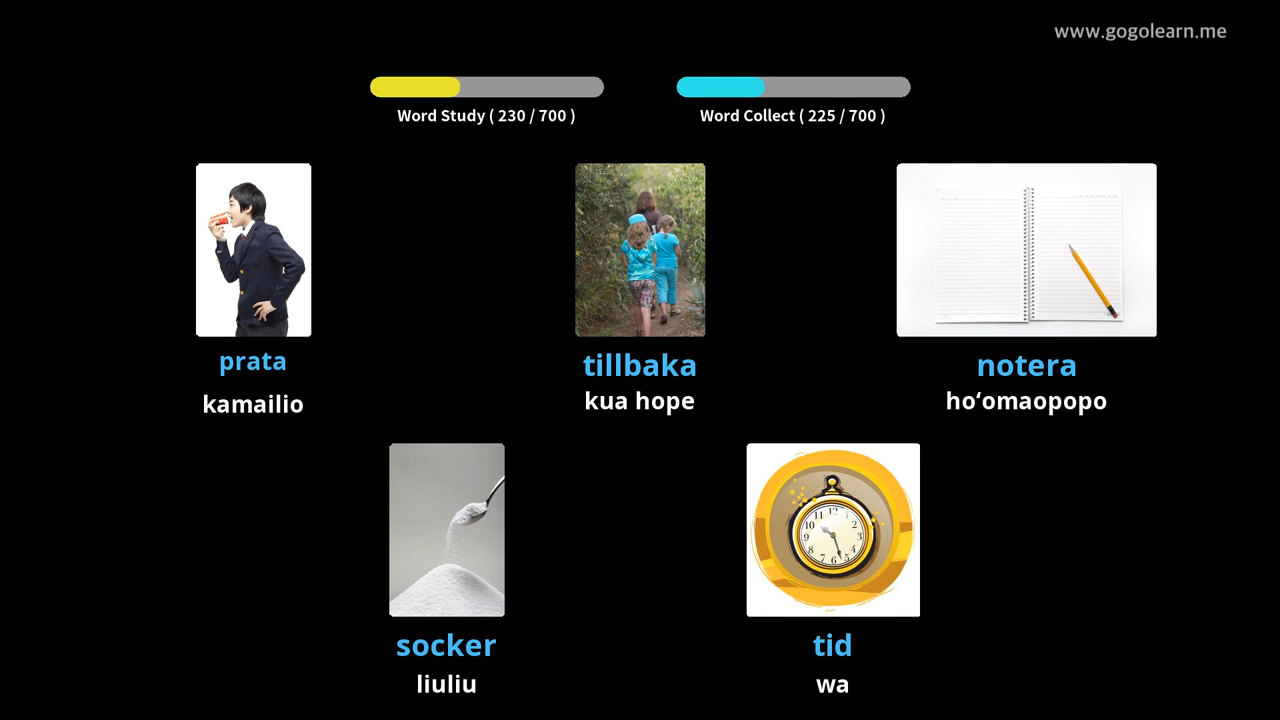 www.gogolearn.me
Word Study ( 230 / 700 )
Word Collect ( 225 / 700 )
prata
kamailio
tillbaka
kua hope
notera
hoʻomaopopo
socker
liuliu
tid
wa